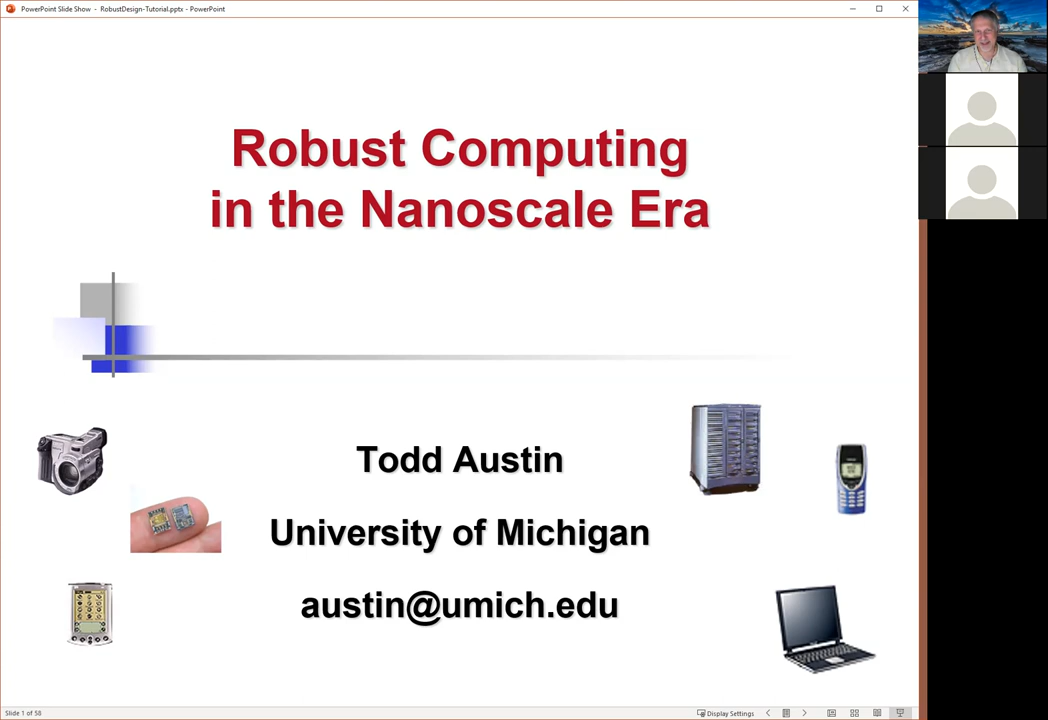 PowerPoint Slide Show - RobustDesign-Tutorial.pptx - PowerPoint
Robust Computing
in the Nanoscale Era
Todd Austin
University of Michigan
austin@umich.edu
Slide 1 of 58
Display Settings